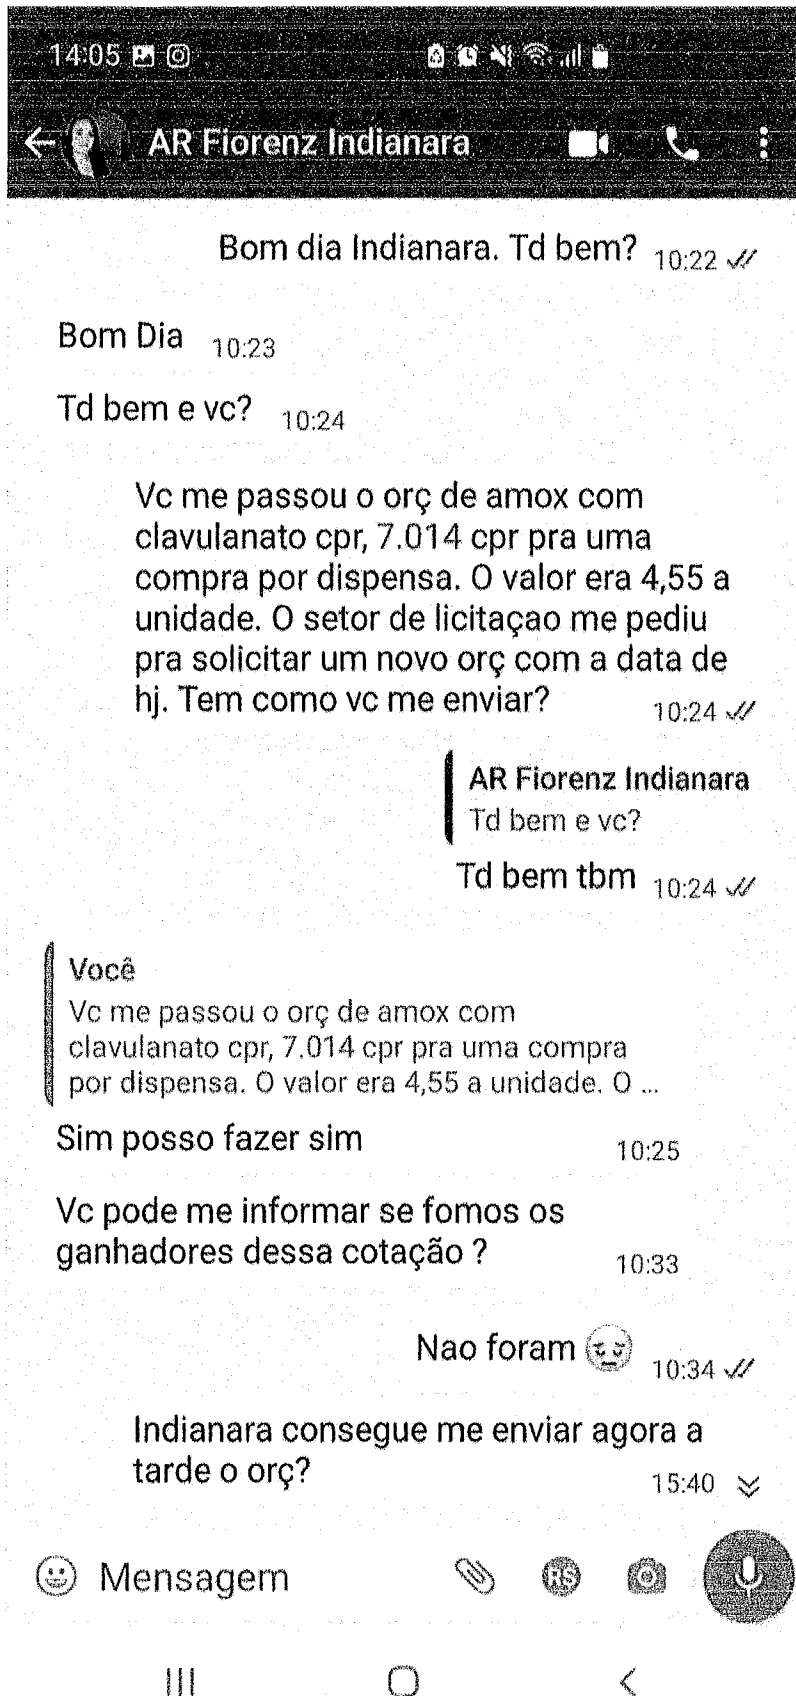 14:05
AR Fiorenz Indianara
Bom dia Indianara. Td bem? 10:22
Bom Dia 10:23
Td bem e vc? 10:24
Vc me passou o orç de amox com
clavulanato cpr, 7.014 cpr pra uma
compra por dispensa. O valor era 4,55 a
unidade. O setor de licitaçao me pediu
pra solicitar um novo orç com a data de
hj. Tem como vc me enviar? 10:24
AR Fiorenz Indianara
Td bem e vc?
Td bem tbm 10:24
Você
Vc me passou o orç de amox com
clavulanato cpr, 7.014 cpr pra uma compra
por dispensa. O valor era 4,55 a unidade. O ...
Sim posso fazer sim 10:25
Vc pode me informar se fomos os
ganhadores dessa cotação ? 10:33
Nao foram 😔 10:34
Indianara consegue me enviar agora a
tarde o orç? 15:40
Mensagem
R$